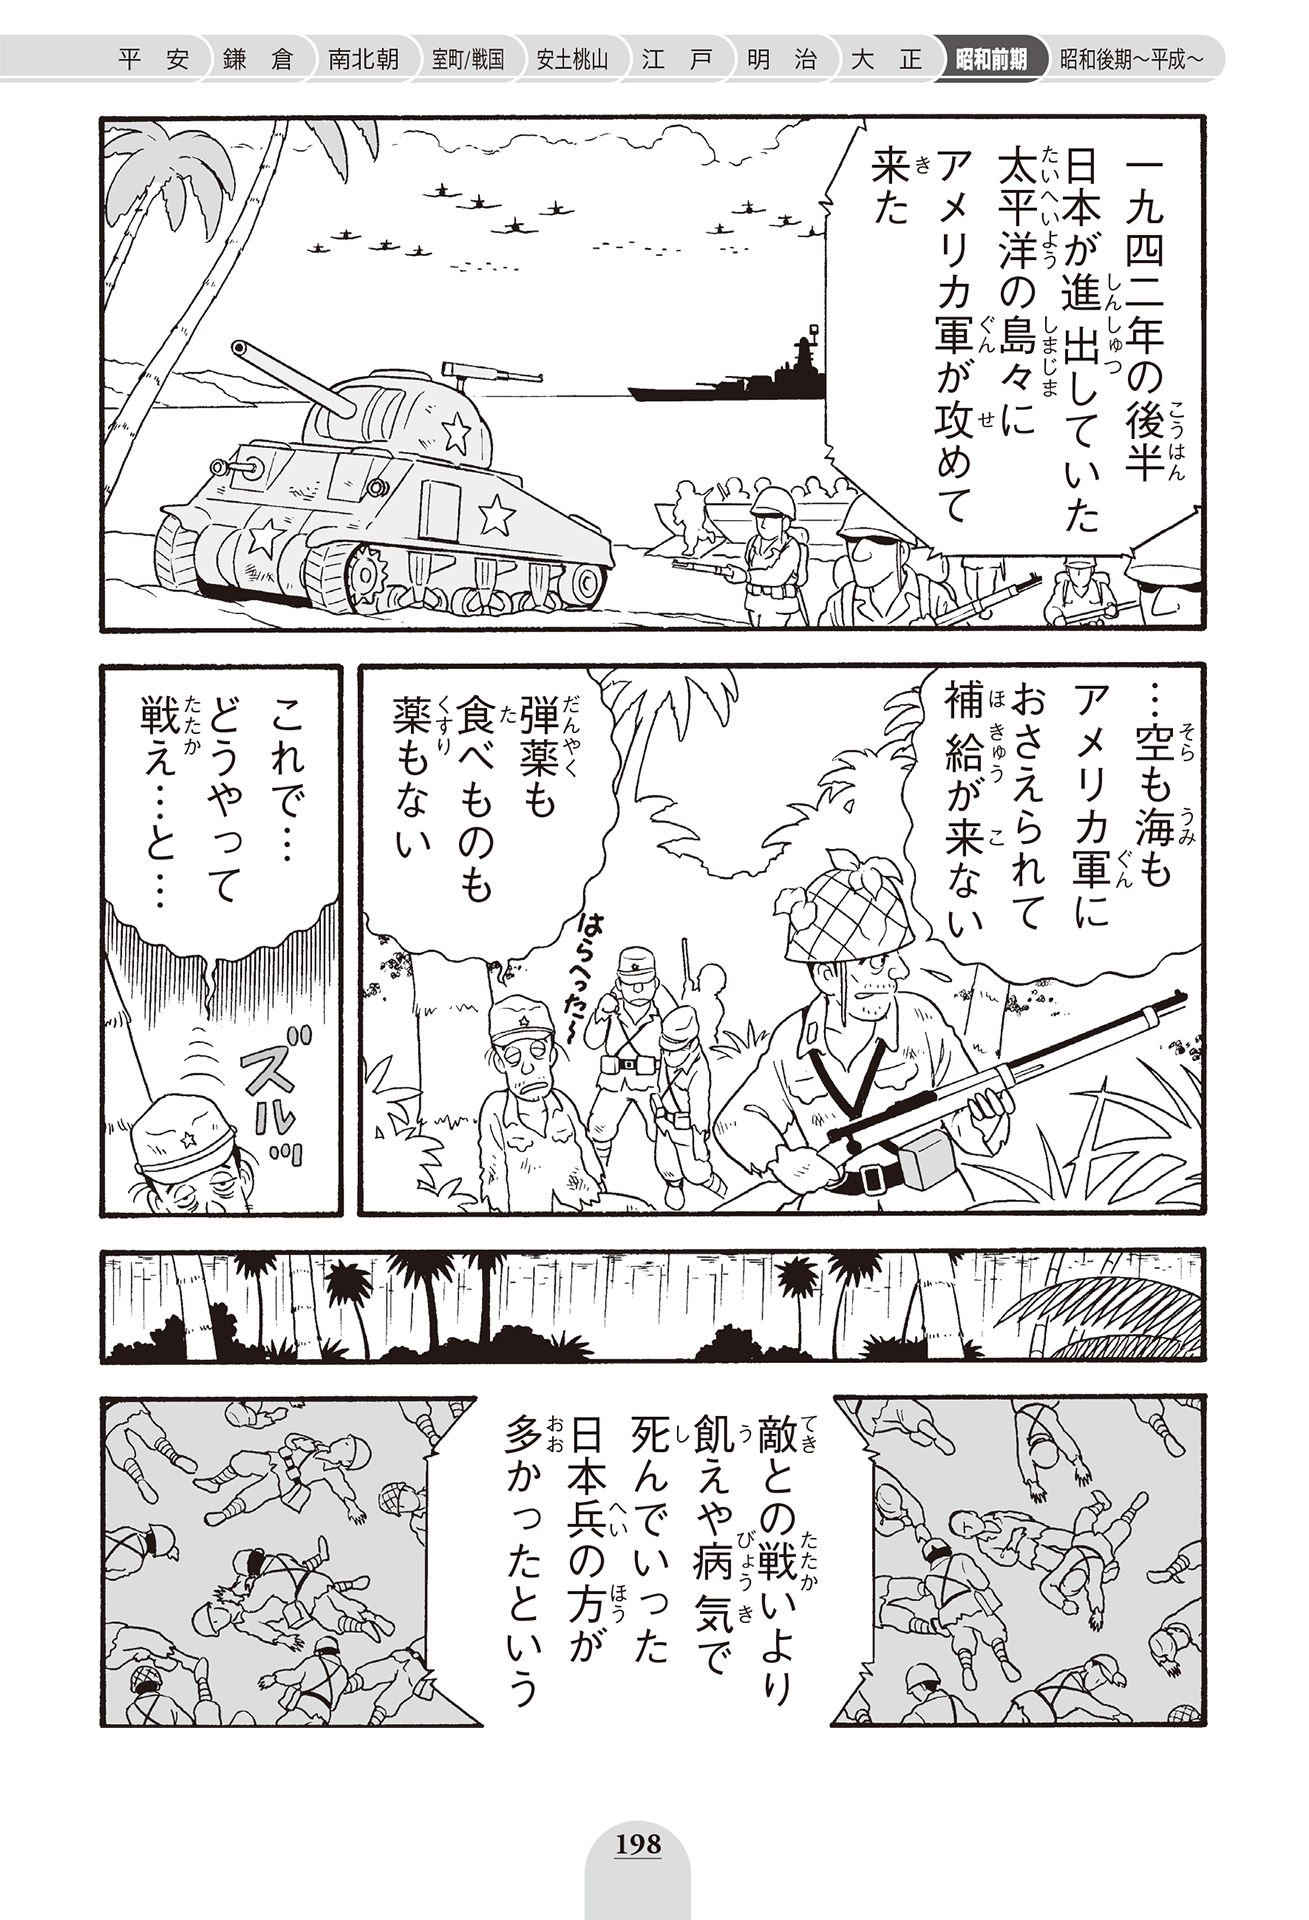 平安
鎌倉
南北朝
室町/戦国
安土桃山
江戸
明治
大正
昭和前期
昭和後期～平成～
一九四二年の後半
日本が進出していた
太平洋の島々に
アメリカ軍が攻めて
来た
…空も海も
アメリカ軍に
おさえられて
補給が来ない
弾薬も
食べものも
薬もない
はらへった～
これで…
どうやって
戦え…と…
ズルッ
敵との戦いより
飢えや病気で
死んでいった
日本兵の方が
多かったという
198